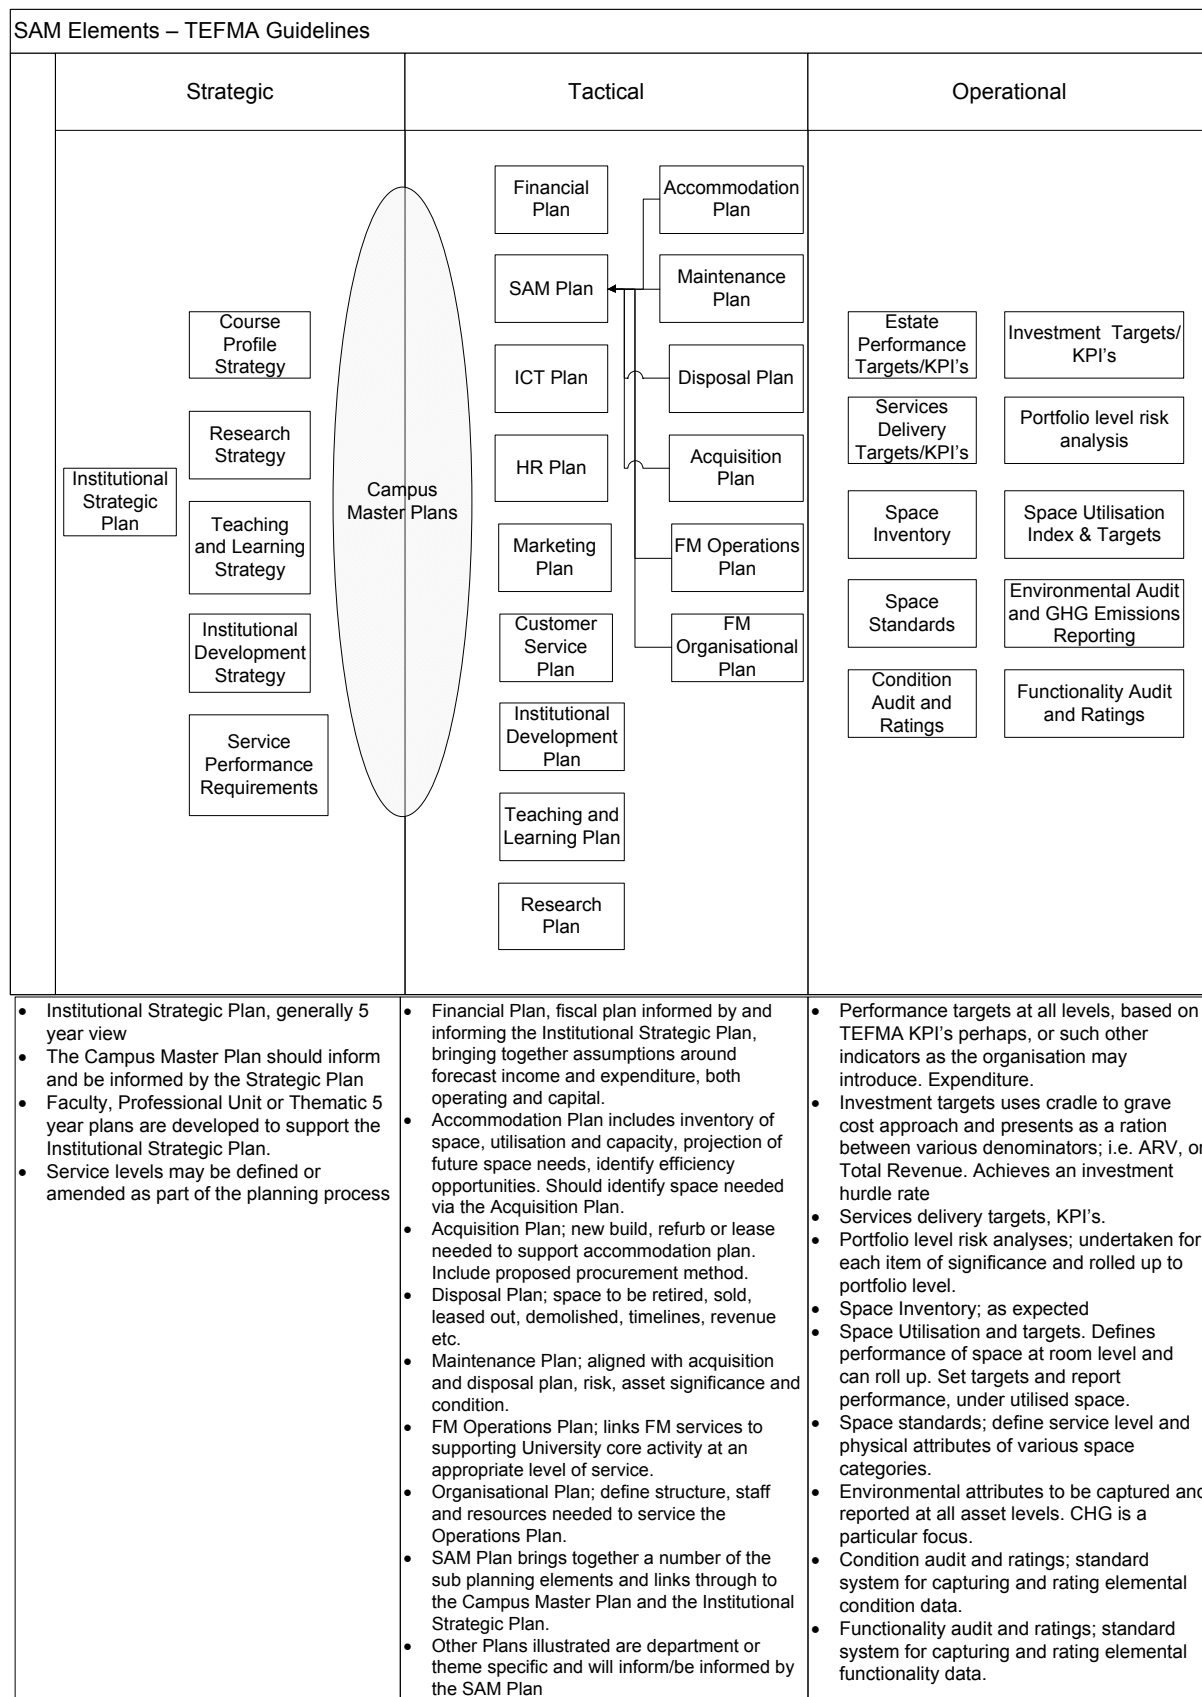 SAM Elements – TEFMA Guidelines
Strategic
Tactical
Operational
Institutional
Strategic
Plan
Course
Profile
Strategy
Research
Strategy
Teaching
and Learning
Strategy
Institutional
Development
Strategy
Service
Performance
Requirements
Campus
Master Plans
Financial
Plan
SAM Plan
ICT Plan
HR Plan
Marketing
Plan
Customer
Service
Plan
Institutional
Development
Plan
Teaching and
Learning Plan
Research
Plan
Accommodation
Plan
Maintenance
Plan
Disposal Plan
Acquisition
Plan
FM Operations
Plan
FM
Organisational
Plan
Estate
Performance
Targets/KPI's
Services
Delivery
Targets/KPI's
Space
Inventory
Space
Standards
Condition
Audit and
Ratings
Investment Targets/
KPI's
Portfolio level risk
analysis
Space Utilisation
Index & Targets
Environmental Audit
and GHG Emissions
Reporting
Functionality Audit
and Ratings
• Institutional Strategic Plan, generally 5
year view
• The Campus Master Plan should inform
and be informed by the Strategic Plan
• Faculty, Professional Unit or Thematic 5
year plans are developed to support the
Institutional Strategic Plan.
• Service levels may be defined or
amended as part of the planning process
• Financial Plan, fiscal plan informed by and
informing the Institutional Strategic Plan,
bringing together assumptions around
forecast income and expenditure, both
operating and capital.
• Accommodation Plan includes inventory of
space, utilisation and capacity, projection of
future space needs, identify efficiency
opportunities. Should identify space needed
via the Acquisition Plan.
• Acquisition Plan; new build, refurb or lease
needed to support accommodation plan.
Include proposed procurement method.
• Disposal Plan; space to be retired, sold,
leased out, demolished, timelines, revenue
etc.
• Maintenance Plan; aligned with acquisition
and disposal plan, risk, asset significance and
condition.
• FM Operations Plan; links FM services to
supporting University core activity at an
appropriate level of service.
• Organisational Plan; define structure, staff
and resources needed to service the
Operations Plan.
• SAM Plan brings together a number of the
sub planning elements and links through to
the Campus Master Plan and the Institutional
Strategic Plan.
• Other Plans illustrated are department or
theme specific and will inform/be informed by
the SAM Plan
• Performance targets at all levels, based on
TEFMA KPI's perhaps, or such other
indicators as the organisation may
introduce. Expenditure.
• Investment targets uses cradle to grave
cost approach and presents as a ration
between various denominators; i.e. ARV, or
Total Revenue. Achieves an investment
hurdle rate
• Services delivery targets, KPI's.
• Portfolio level risk analyses; undertaken for
each item of significance and rolled up to
portfolio level.
• Space Inventory; as expected
• Space Utilisation and targets. Defines
performance of space at room level and
can roll up. Set targets and report
performance, under utilised space.
• Space standards; define service level and
physical attributes of various space
categories.
• Environmental attributes to be captured and
reported at all asset levels. CHG is a
particular focus.
• Condition audit and ratings; standard
system for capturing and rating elemental
condition data.
• Functionality audit and ratings; standard
system for capturing and rating elemental
functionality data.